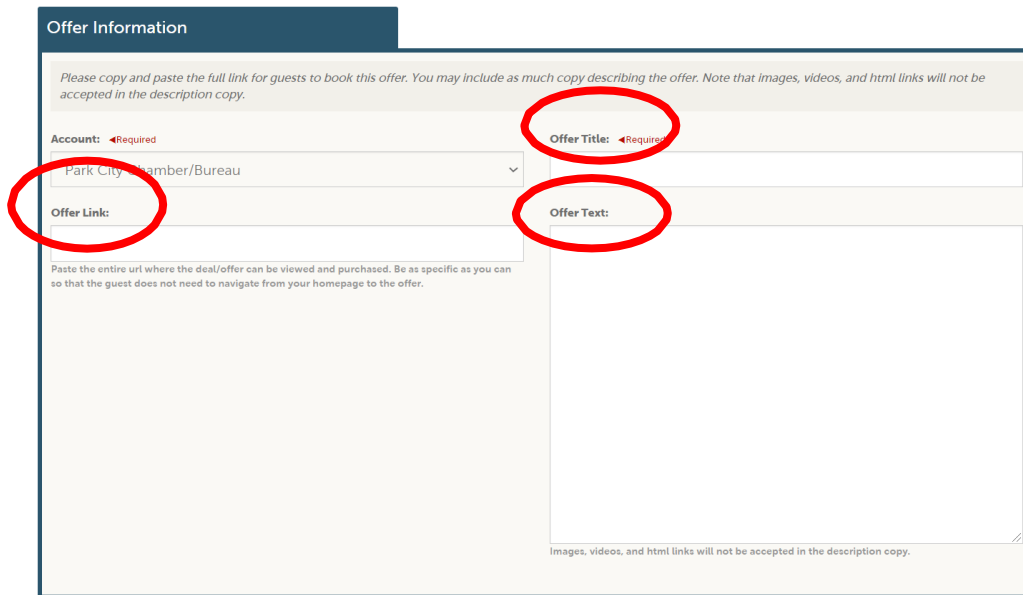 Offer Information
Please copy and paste the full link for guests to book this offer. You may include as much copy describing the offer. Note that images, videos, and html links will not be
accepted in the description copy.
Account: ◀Required
Park City Chamber/Bureau
Offer Link:
Paste the entire url where the deal/offer can be viewed and purchased. Be as specific as you can
so that the guest does not need to navigate from your homepage to the offer.
Offer Title: ◀Required
Offer Text:
Images, videos, and html links will not be accepted in the description copy.